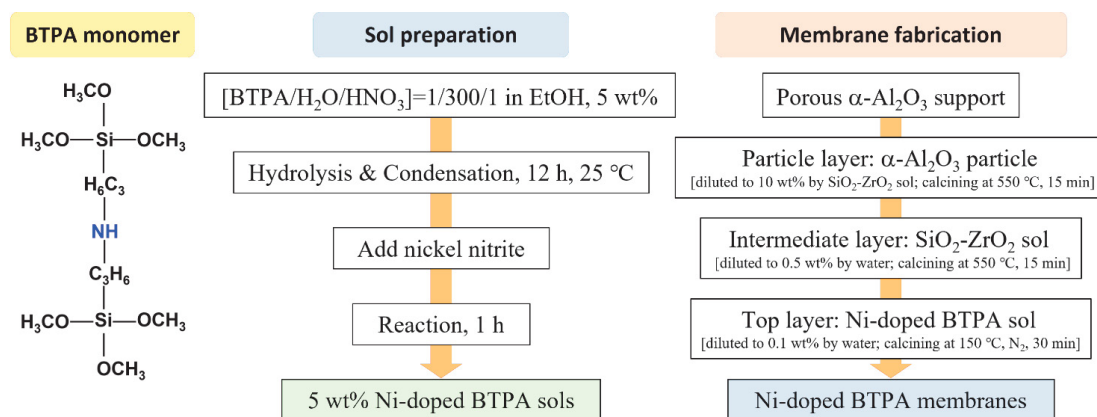 BTPA monomer
H₃CO
H₃CO—Si—OCH₃
H₆C₃
NH
C₃H₆
H₃CO—Si—OCH₃
OCH₃
Sol preparation
[BTPA/H₂O/HNO₃]=1/300/1 in EtOH, 5 wt%
Hydrolysis & Condensation, 12 h, 25 ℃
Add nickel nitrite
Reaction, 1 h
5 wt% Ni-doped BTPA sols
Membrane fabrication
Porous α-Al₂O₃ support
Particle layer: α-Al₂O₃ particle
[diluted to 10 wt% by SiO₂-ZrO₂ sol; calcining at 550 ℃, 15 min]
Intermediate layer: SiO₂-ZrO₂ sol
[diluted to 0.5 wt% by water; calcining at 550 ℃, 15 min]
Top layer: Ni-doped BTPA sol
[diluted to 0.1 wt% by water; calcining at 150 ℃, N₂, 30 min]
Ni-doped BTPA membranes